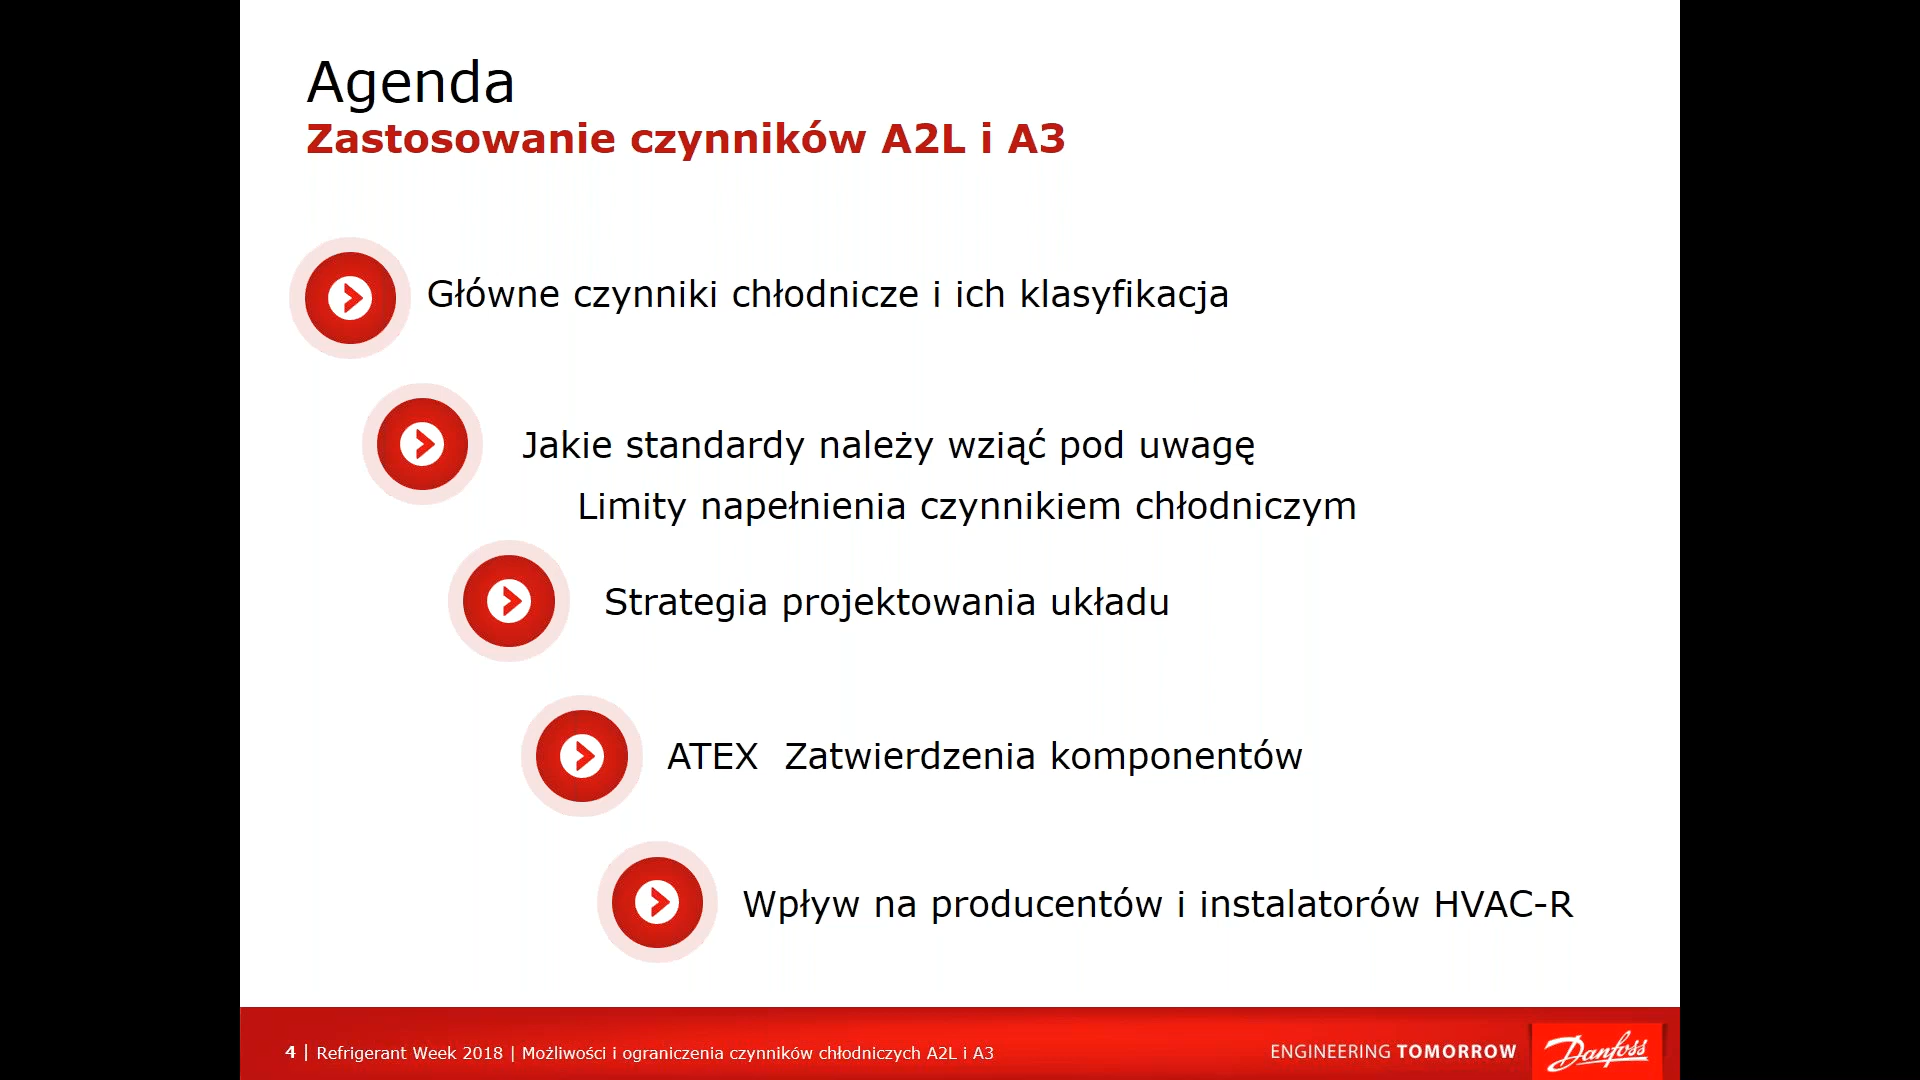 Agenda
Zastosowanie czynników A2L i A3
Główne czynniki chłodnicze i ich klasyfikacja
Jakie standardy należy wziąć pod uwagę
Limity napełnienia czynnikiem chłodniczym
Strategia projektowania układu
ATEX  Zatwierdzenia komponentów
Wpływ na producentów i instalatorów HVAC-R
4 | Refrigerant Week 2018 | Możliwości i ograniczenia czynników chłodniczych A2L i A3
ENGINEERING TOMORROW
Danfoss